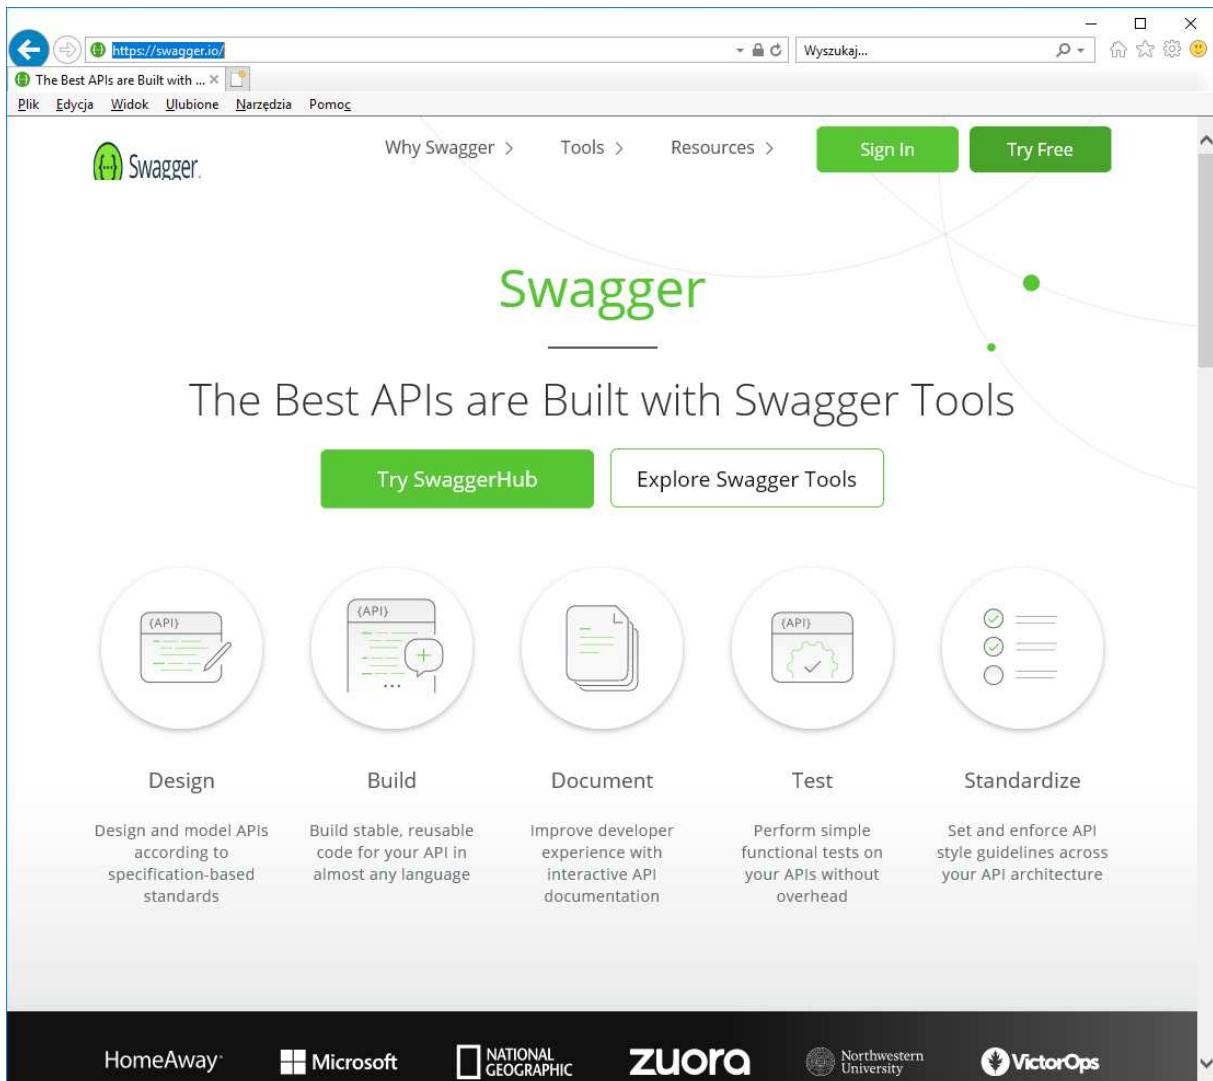 https://swagger.io/
Wyszukaj...
The Best APIs are Built with ...
Plik Edycja Widok Ulubione Narzędzia Pomoc
Swagger.
Why Swagger
Tools
Resources
Sign In
Try Free
Swagger
The Best APIs are Built with Swagger Tools
Try SwaggerHub
Explore Swagger Tools
{API}
{API}
{API}
Design
Design and model APIs
according to
specification-based
standards
Build
Build stable, reusable
code for your API in
almost any language
Document
Improve developer
experience with
interactive API
documentation
Test
Perform simple
functional tests on
your APIs without
overhead
Standardize
Set and enforce API
style guidelines across
your API architecture
HomeAway
Microsoft
NATIONAL
GEOGRAPHIC
zuora
Northwestern
University
VictorOps